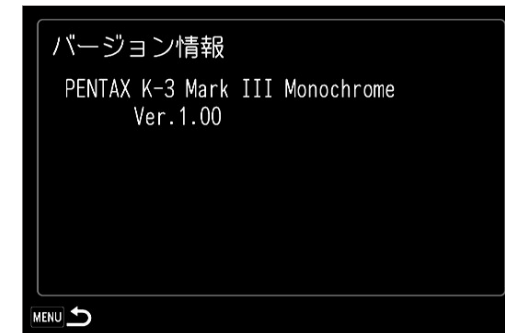 バージョン情報
PENTAX K-3 Mark III Monochrome
Ver.1.00
MENU